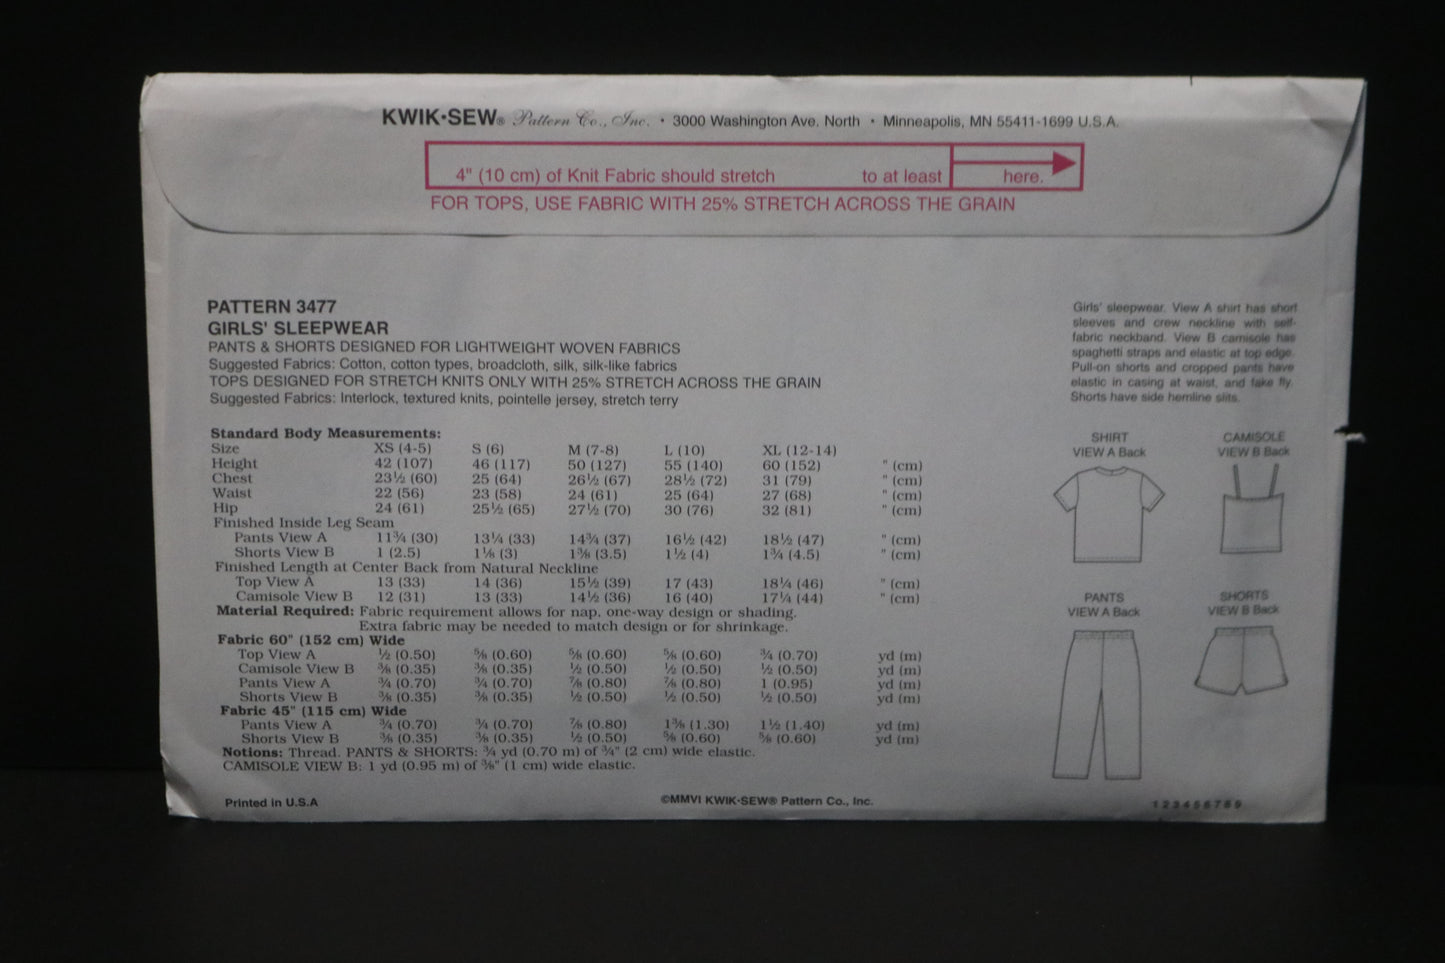 KWIK•SEW® Pattern Co., Inc. • 3000 Washington Ave. North • Minneapolis, MN 55411-1699 U.S.A.
4" (10 cm) of Knit Fabric should stretch to at least here.
FOR TOPS, USE FABRIC WITH 25% STRETCH ACROSS THE GRAIN
PATTERN 3477
GIRLS' SLEEPWEAR
PANTS & SHORTS DESIGNED FOR LIGHTWEIGHT WOVEN FABRICS
Suggested Fabrics: Cotton, cotton types, broadcloth, silk, silk-like fabrics
TOPS DESIGNED FOR STRETCH KNITS ONLY WITH 25% STRETCH ACROSS THE GRAIN
Suggested Fabrics: Interlock, textured knits, pointelle jersey, stretch terry
Standard Body Measurements:
Size XS (4-5) S (6) M (7-8) L (10) XL (12-14)
Height 42 (107) 46 (117) 50 (127) 55 (140) 60 (152) " (cm)
Chest 23½ (60) 25 (64) 26½ (67) 28½ (72) 31 (79) " (cm)
Waist 22 (56) 23 (58) 24 (61) 25 (64) 27 (68) " (cm)
Hip 24 (61) 25½ (65) 27½ (70) 30 (76) 32 (81) " (cm)
Finished Inside Leg Seam
Pants View A 11¾ (30) 13¼ (33) 14¾ (37) 16½ (42) 18½ (47) " (cm)
Shorts View B 1 (2.5) 1⅛ (3) 1⅜ (3.5) 1½ (4) 1¾ (4.5) " (cm)
Finished Length at Center Back from Natural Neckline
Top View A 13 (33) 14 (36) 15½ (39) 17 (43) 18¼ (46) " (cm)
Camisole View B 12 (31) 13 (33) 14½ (36) 16 (40) 17¼ (44) " (cm)
Material Required: Fabric requirement allows for nap, one-way design or shading.
Extra fabric may be needed to match design or for shrinkage.
Fabric 60" (152 cm) Wide
Top View A ½ (0.50) ⅝ (0.60) ⅝ (0.60) ⅝ (0.60) ¾ (0.70) yd (m)
Camisole View B ⅜ (0.35) ⅜ (0.35) ½ (0.50) ½ (0.50) ½ (0.50) yd (m)
Pants View A ¾ (0.70) ¾ (0.70) ⅞ (0.80) ⅞ (0.80) 1 (0.95) yd (m)
Shorts View B ⅜ (0.35) ⅜ (0.35) ½ (0.50) ½ (0.50) ½ (0.50) yd (m)
Fabric 45" (115 cm) Wide
Pants View A ¾ (0.70) ¾ (0.70) ⅞ (0.80) 1⅜ (1.30) 1½ (1.40) yd (m)
Shorts View B ⅜ (0.35) ⅜ (0.35) ½ (0.50) ⅝ (0.60) ⅝ (0.60) yd (m)
Notions: Thread. PANTS & SHORTS: ¾ yd (0.70 m) of ¾" (2 cm) wide elastic.
CAMISOLE VIEW B: 1 yd (0.95 m) of ⅜" (1 cm) wide elastic.
Girls' sleepwear. View A shirt has short
sleeves and crew neckline with self-
fabric neckband. View B camisole has
spaghetti straps and elastic at top edge.
Pull-on shorts and cropped pants have
elastic in casing at waist, and fake fly.
Shorts have side hemline slits.
SHIRT
VIEW A Back
CAMISOLE
VIEW B Back
PANTS
VIEW A Back
SHORTS
VIEW B Back
Printed in U.S.A
©MMVI KWIK•SEW® Pattern Co., Inc.
1 2 3 4 5 6 7 8 9